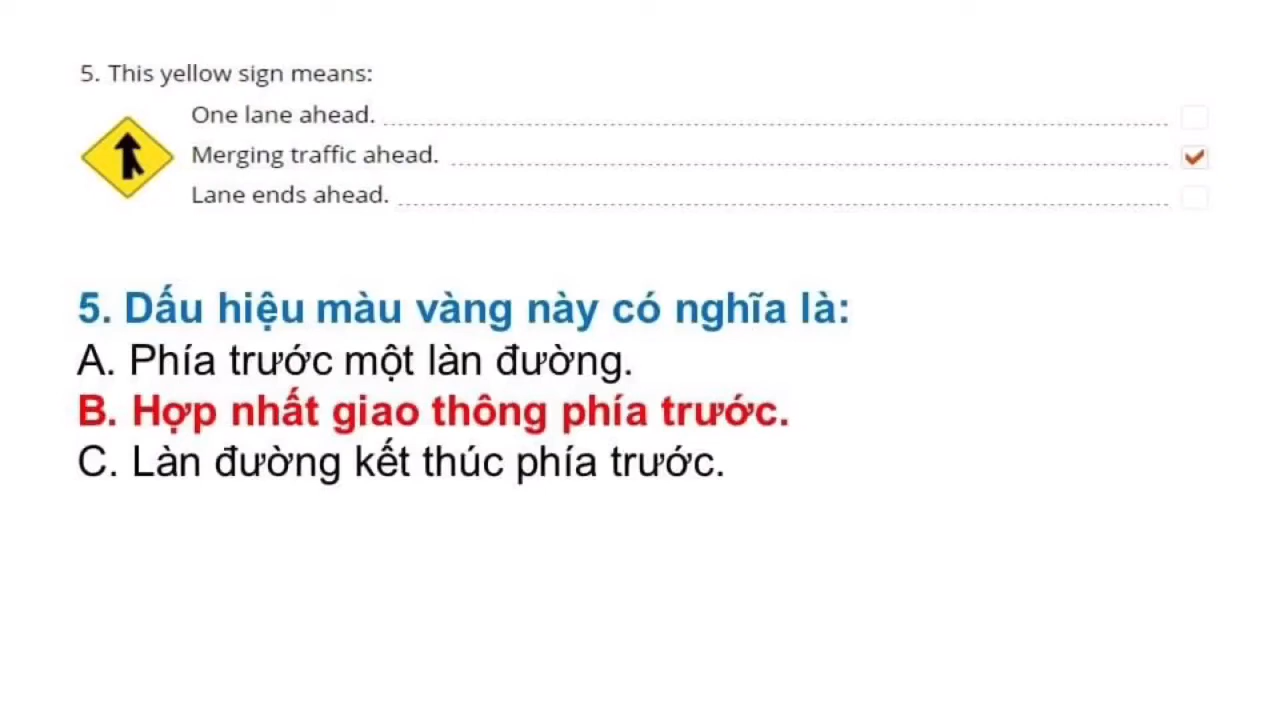 5. This yellow sign means:
One lane ahead.
Merging traffic ahead.
Lane ends ahead.
5. Dấu hiệu màu vàng này có nghĩa là:
A. Phía trước một làn đường.
B. Hợp nhất giao thông phía trước.
C. Làn đường kết thúc phía trước.